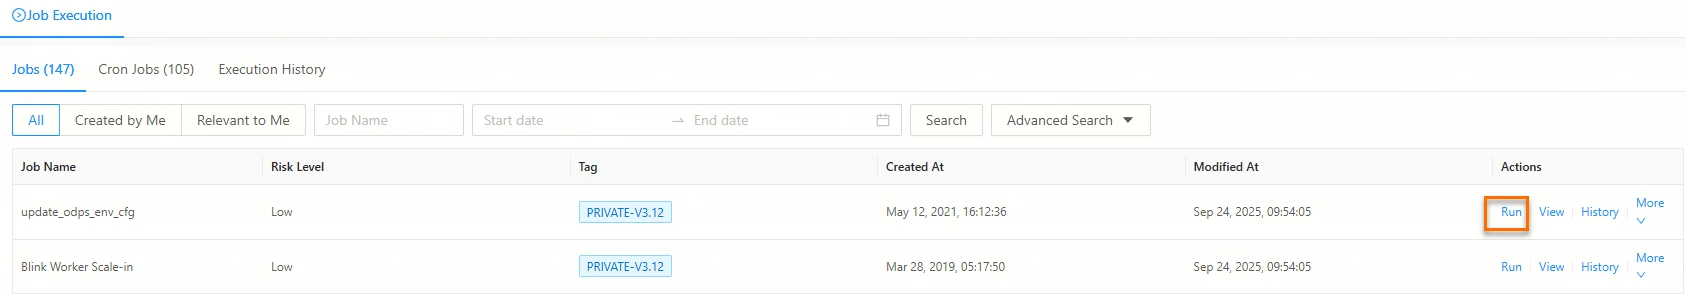 Job Execution
Jobs (147) Cron Jobs (105) Execution History
All Created by Me Relevant to Me Job Name Start date End date Search Advanced Search
Job Name Risk Level Tag Created At Modified At Actions
update_odps_env_cfg Low PRIVATE-V3.12 May 12, 2021, 16:12:36 Sep 24, 2025, 09:54:05 Run View History More
Blink Worker Scale-in Low PRIVATE-V3.12 Mar 28, 2019, 05:17:50 Sep 24, 2025, 09:54:05 Run View History More